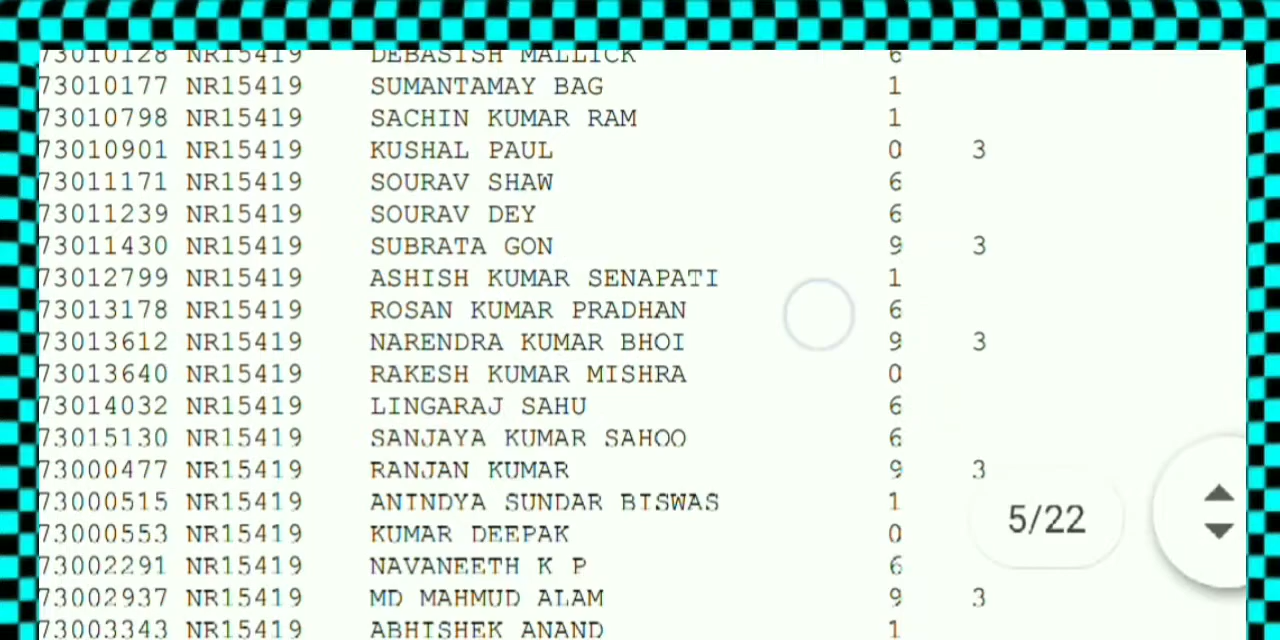 73010128 NR15419 DEBASISH MALLICK 6
73010177 NR15419 SUMANTAMAY BAG 1
73010798 NR15419 SACHIN KUMAR RAM 1
73010901 NR15419 KUSHAL PAUL 0 3
73011171 NR15419 SOURAV SHAW 6
73011239 NR15419 SOURAV DEY 6
73011430 NR15419 SUBRATA GON 9 3
73012799 NR15419 ASHISH KUMAR SENAPATI 1
73013178 NR15419 ROSAN KUMAR PRADHAN 6
73013612 NR15419 NARENDRA KUMAR BHOI 9 3
73013640 NR15419 RAKESH KUMAR MISHRA 0
73014032 NR15419 LINGARAJ SAHU 6
73015130 NR15419 SANJAYA KUMAR SAHOO 6
73000477 NR15419 RANJAN KUMAR 9 3
73000515 NR15419 ANINDYA SUNDAR BISWAS 1
73000553 NR15419 KUMAR DEEPAK 0
5/22
73002291 NR15419 NAVANEETH K P 6
73002937 NR15419 MD MAHMUD ALAM 9 3
73003343 NR15419 ABHISHEK ANAND 1